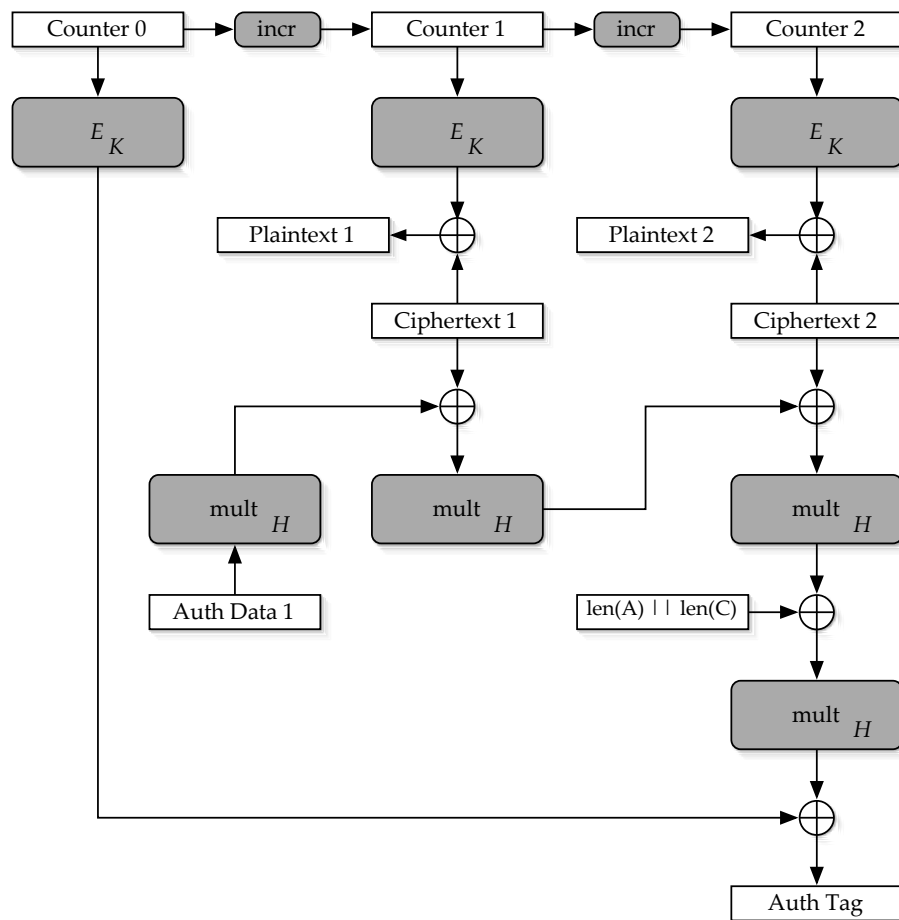 Counter 0
incr
Counter 1
incr
Counter 2
E K
E K
E K
Plaintext 1
Plaintext 2
Ciphertext 1
Ciphertext 2
mult H
mult H
mult H
Auth Data 1
len(A) || len(C)
mult H
Auth Tag